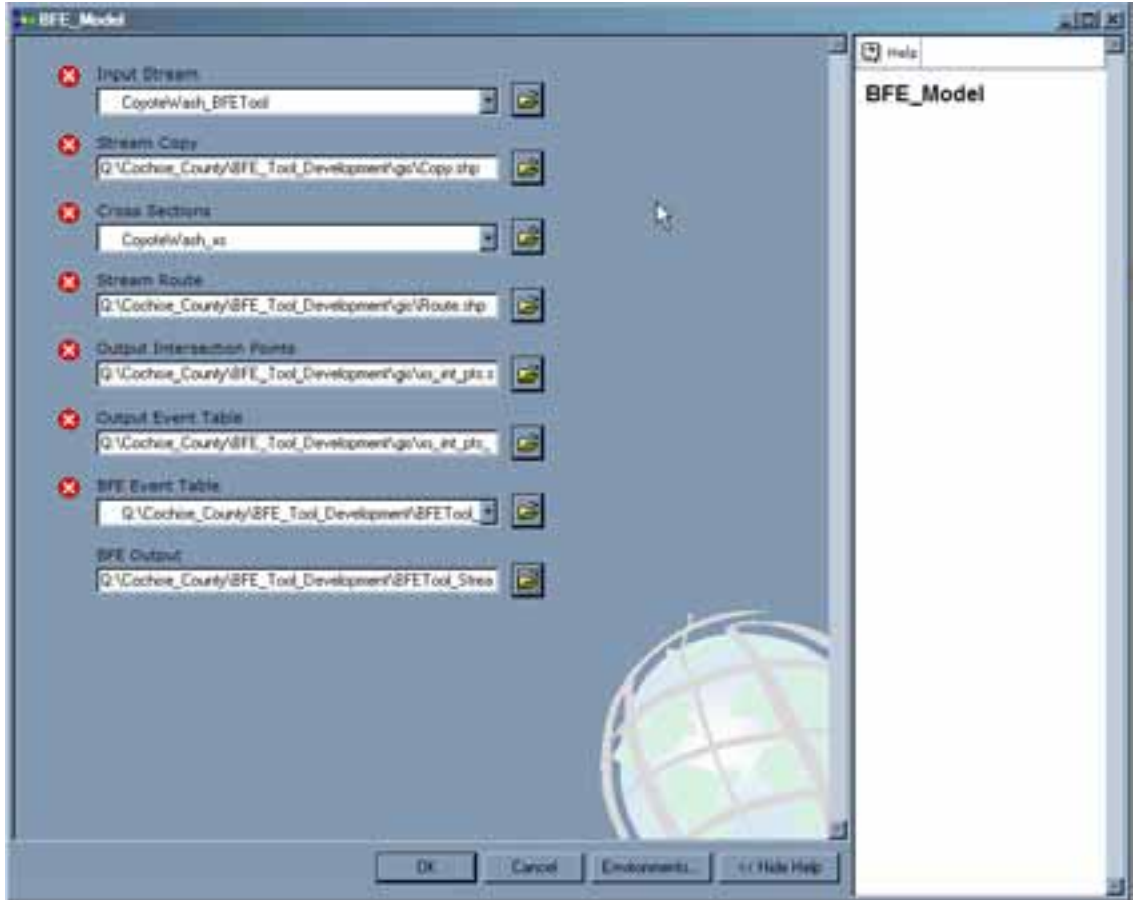 BFE_Model
Help
BFE_Model
Input Stream
CoyoteWash_BFETool
Stream Copy
Q:\Cochise_County\BFE_Tool_Development\gis\Copy.shp
Cross Sections
CoyoteWash_xs
Stream Route
Q:\Cochise_County\BFE_Tool_Development\gis\Route.shp
Output Intersection Points
Q:\Cochise_County\BFE_Tool_Development\gis\xs_int_pts.s
Output Event Table
Q:\Cochise_County\BFE_Tool_Development\gis\xs_int_pts_
BFE Event Table
Q:\Cochise_County\BFE_Tool_Development\BFETool_
BFE Output
Q:\Cochise_County\BFE_Tool_Development\BFETool_Strea
OK
Cancel
Environments...
<< Hide Help